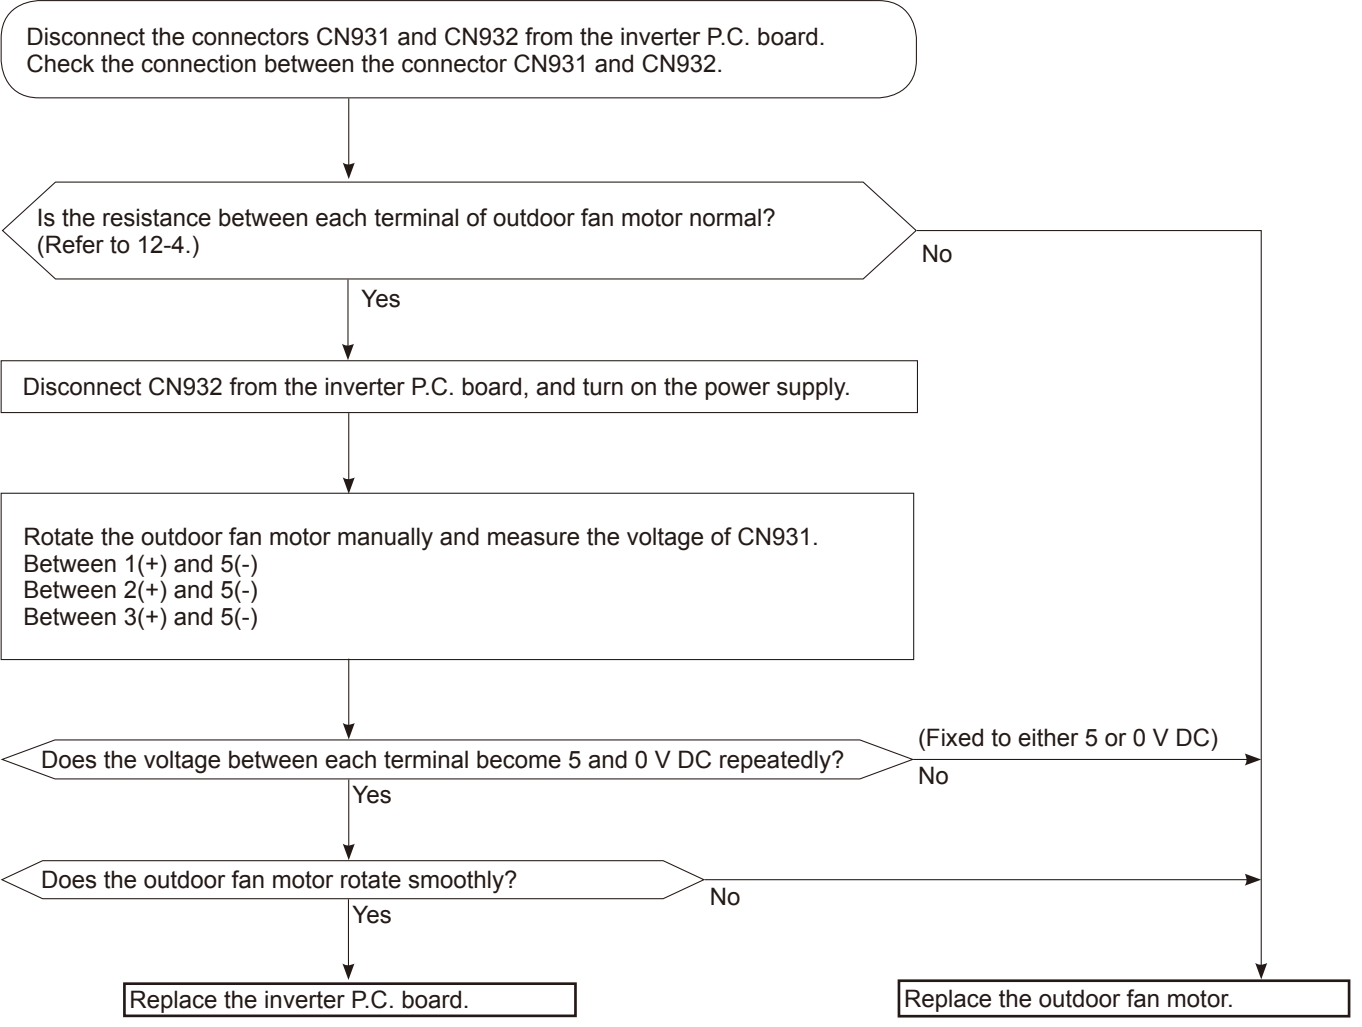 Disconnect the connectors CN931 and CN932 from the inverter P.C. board.
Check the connection between the connector CN931 and CN932.
Is the resistance between each terminal of outdoor fan motor normal?
(Refer to 12-4.)
No
Yes
Disconnect CN932 from the inverter P.C. board, and turn on the power supply.
Rotate the outdoor fan motor manually and measure the voltage of CN931.
Between 1(+) and 5(-)
Between 2(+) and 5(-)
Between 3(+) and 5(-)
(Fixed to either 5 or 0 V DC)
Does the voltage between each terminal become 5 and 0 V DC repeatedly?
No
Yes
Does the outdoor fan motor rotate smoothly?
No
Yes
Replace the inverter P.C. board.
Replace the outdoor fan motor.